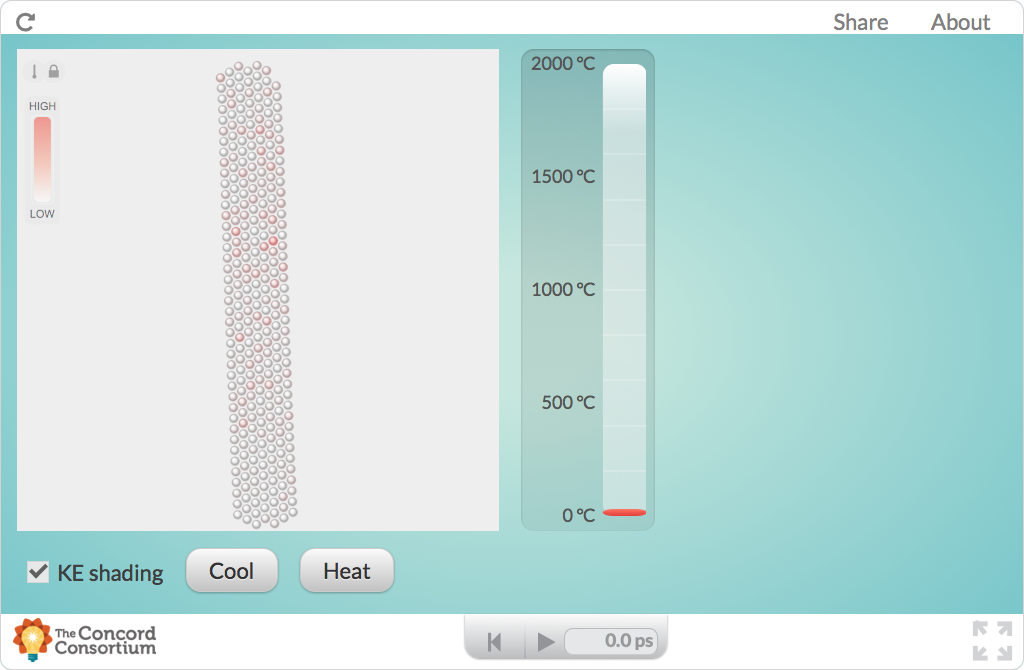 Share About
HIGH
LOW
2000 °C
1500 °C
1000 °C
500 °C
0 °C
KE shading
Cool
Heat
The Concord
Consortium
0.0 ps